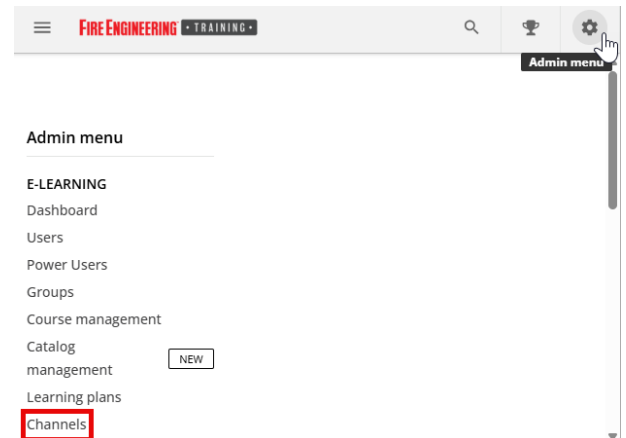 FIRE ENGINEERING • TRAINING •
Admin menu
Admin menu
E-LEARNING
Dashboard
Users
Power Users
Groups
Course management
Catalog
management
NEW
Learning plans
Channels